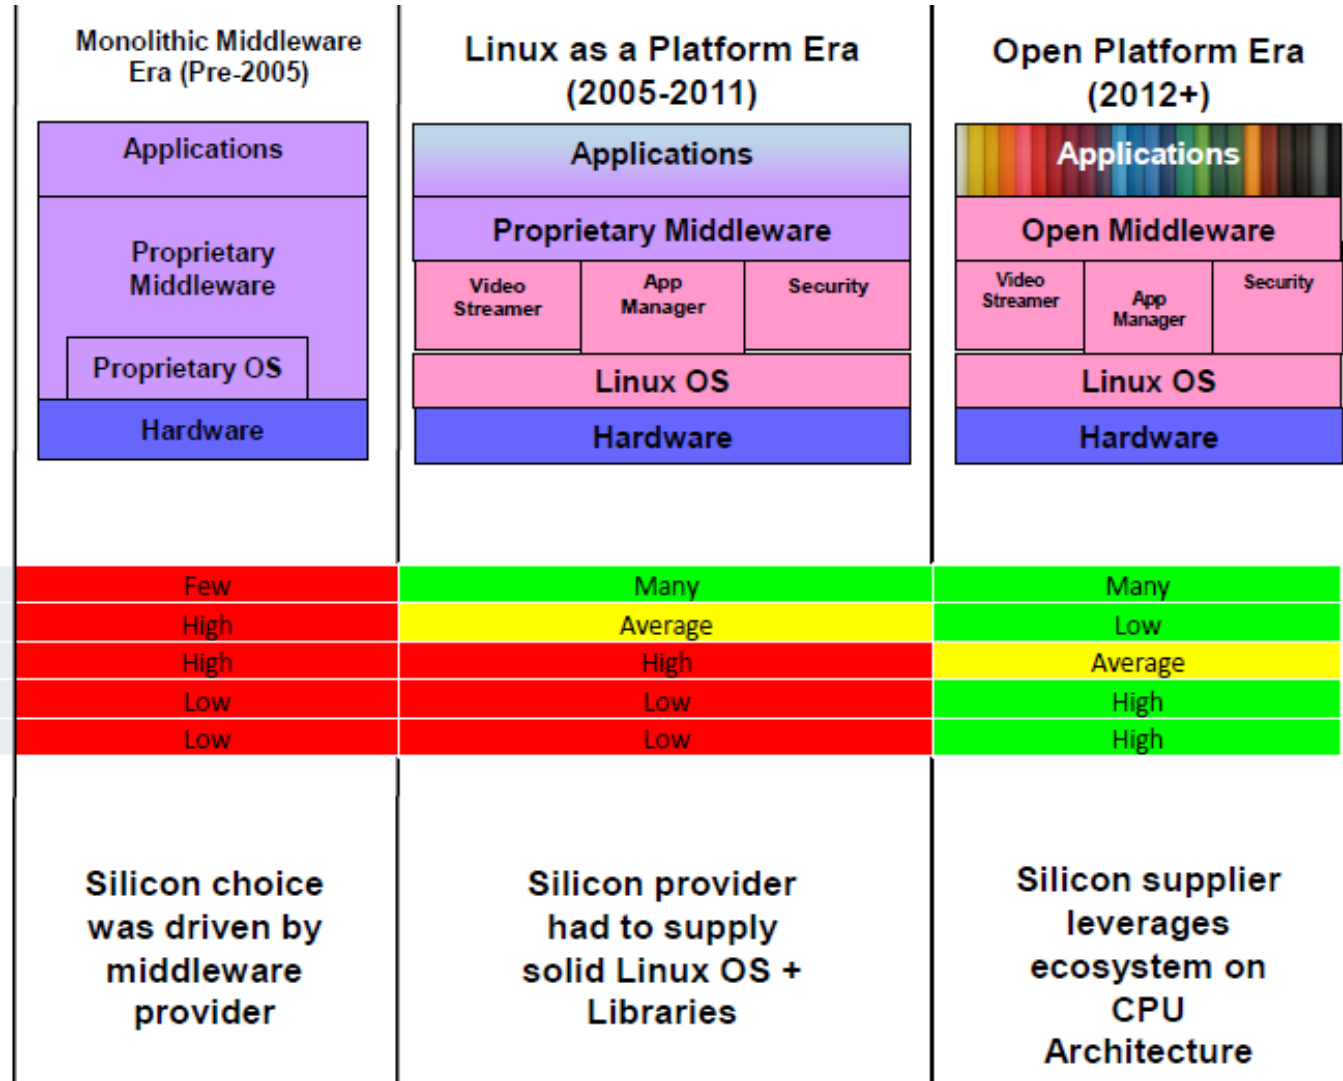 Monolithic Middleware
Era (Pre-2005)
Applications
Proprietary
Middleware
Proprietary OS
Hardware
Linux as a Platform Era
(2005-2011)
Applications
Proprietary Middleware
Video
Streamer
App
Manager
Security
Linux OS
Hardware
Open Platform Era
(2012+)
Applications
Open Middleware
Video
Streamer
App
Manager
Security
Linux OS
Hardware
Few Many Many
High Average Low
High High Average
Low Low High
Low Low High
Silicon choice
was driven by
middleware
provider
Silicon provider
had to supply
solid Linux OS +
Libraries
Silicon supplier
leverages
ecosystem on
CPU
Architecture